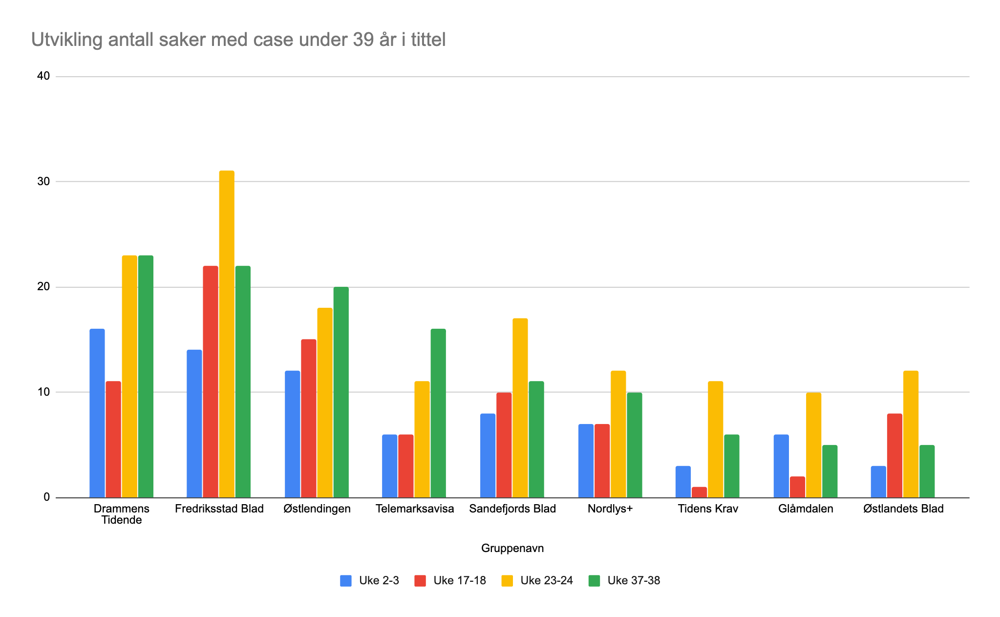 Utvikling antall saker med case under 39 år i tittel
40
30
20
10
0
Drammens
Tidende
Fredriksstad Blad
Østlendingen
Telemarksavisa
Sandefjords Blad
Nordlys+
Tidens Krav
Glåmdalen
Østlandets Blad
Gruppenavn
Uke 2-3
Uke 17-18
Uke 23-24
Uke 37-38